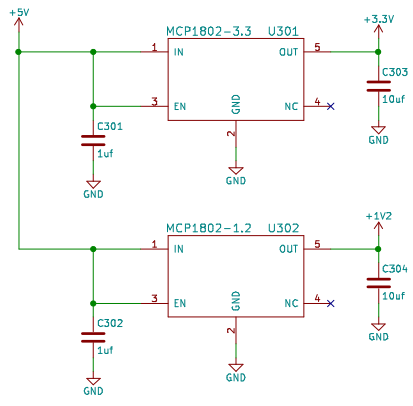 +5V
+3.3V
MCP1802-3.3 U301
1 IN OUT 5
C303
10uf
3 EN GND NC 4
C301
1uf
2
GND
GND
GND
+1V2
MCP1802-1.2 U302
1 IN OUT 5
C304
10uf
3 EN GND NC 4
C302
1uf
2
GND
GND
GND